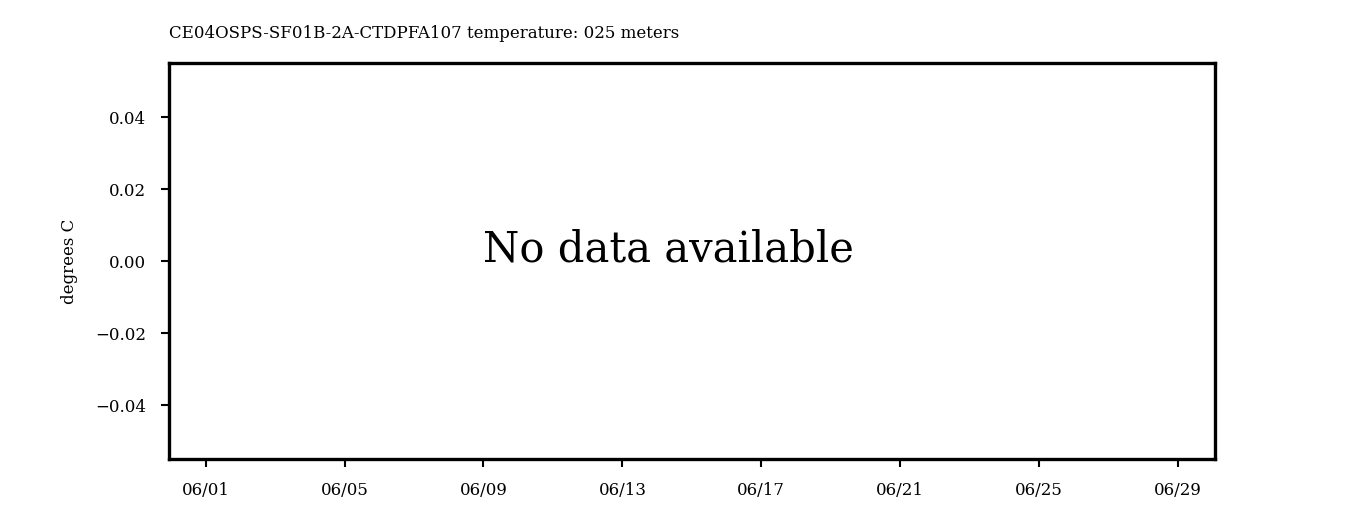 CE04OSPS-SF01B-2A-CTDPFA107 temperature: 025 meters
0.04
0.02
0.00
−0.02
−0.04
degrees C
No data available
06/01 06/05 06/09 06/13 06/17 06/21 06/25 06/29